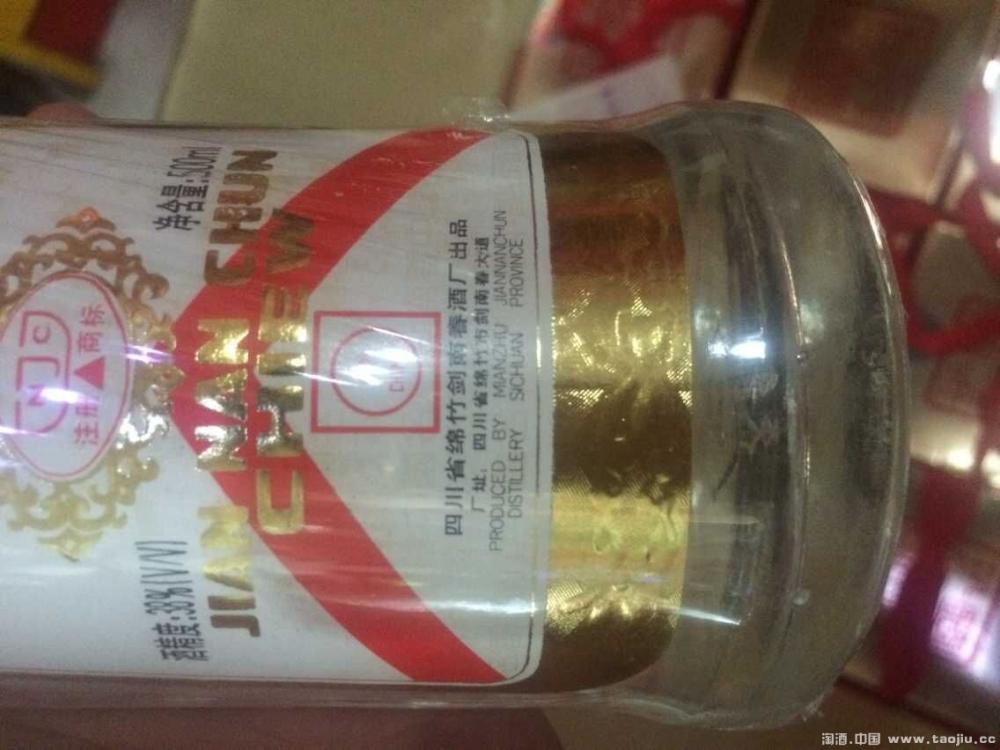 NJC
注册▲商标
酒精度:38%(V/V) 净含量:500ml
JIAN NAN CHUN
CHIEW
四川省绵竹剑南春酒厂出品
厂址：四川省绵竹市剑南春大道
PRODUCED BY MIANZHU JIANNANCHUN
DISTILLERY SICHUAN PROVINCE
淘酒.中国 www.taojiu.cc